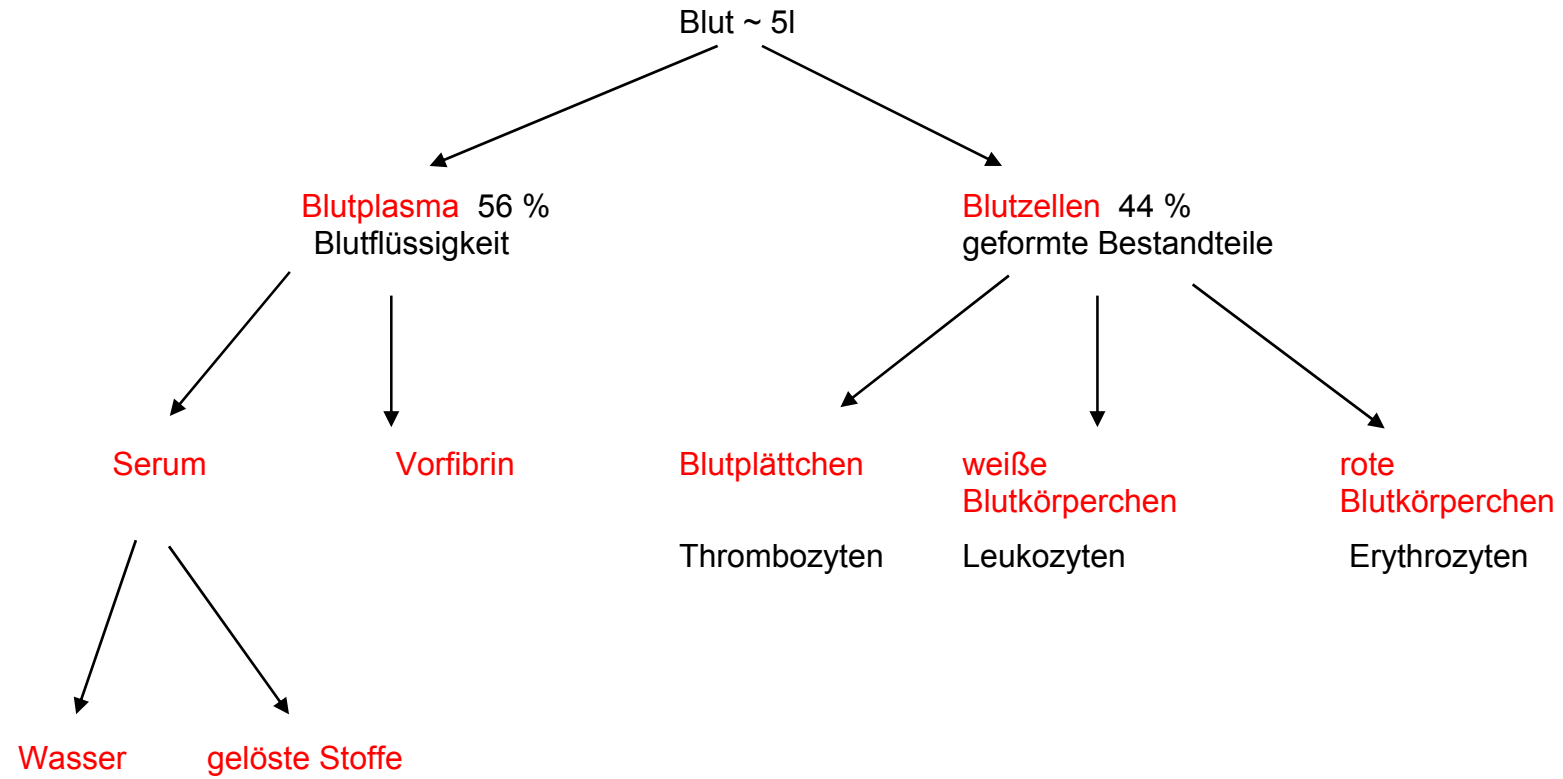 Blut ~ 5l
Blutplasma 56 %
Blutflüssigkeit
Blutzellen 44 %
geformte Bestandteile
Serum
Vorfibrin
Blutplättchen
Thrombozyten
weiße
Blutkörperchen
Leukozyten
rote
Blutkörperchen
Erythrozyten
Wasser
gelöste Stoffe